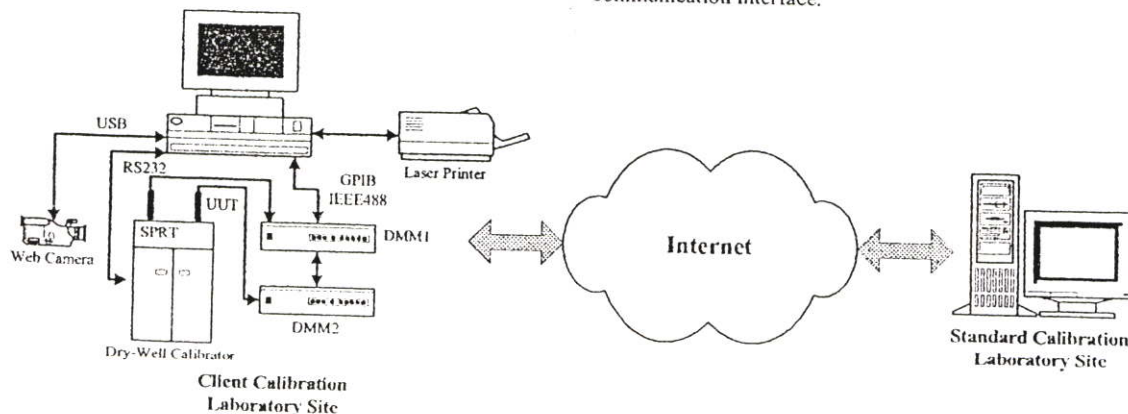 communication interface.
USB
RS232
GPIB
IEEE488
Laser Printer
UUT
SPRT
DMM1
Web Camera
Internet
DMM2
Dry-Well Calibrator
Client Calibration
Laboratory Site
Standard Calibration
Laboratory Site